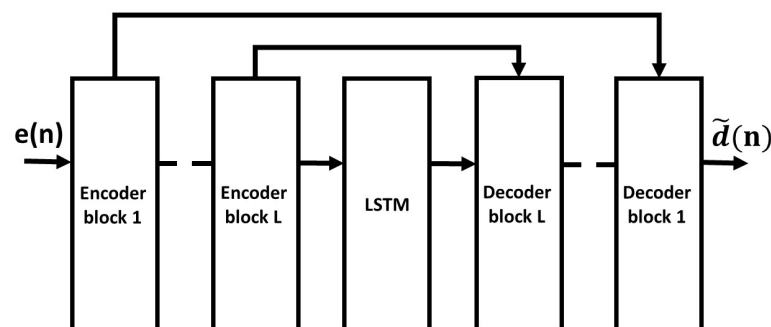 e(n)
Encoder
block 1
Encoder
block L
LSTM
Decoder
block L
Decoder
block 1
d̃(n)